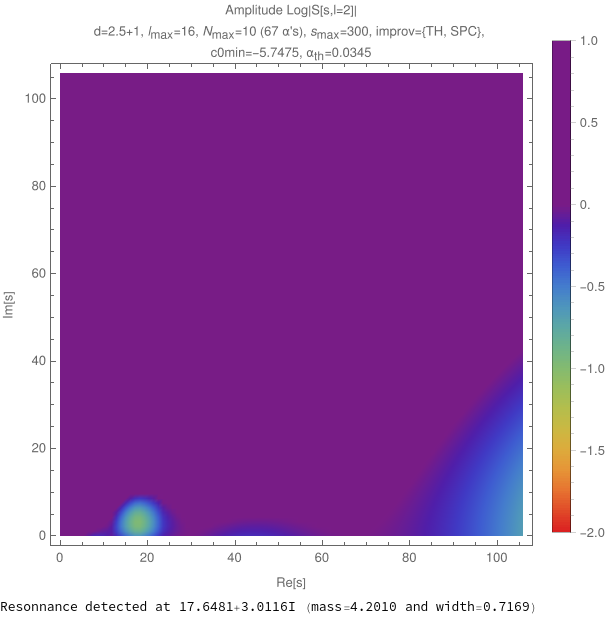 Amplitude Log|S[s,l=2]|
d=2.5+1, lmax=16, Nmax=10 (67 α's), smax=300, improv={TH, SPC},
c0min=−5.7475, αth=0.0345
1.0
100
0.5
80
0.
60
Im[s]
−0.5
40
−1.0
20
−1.5
0
−2.0
0 20 40 60 80 100
Re[s]
Resonnance detected at 17.6481+3.0116I (mass=4.2010 and width=0.7169)